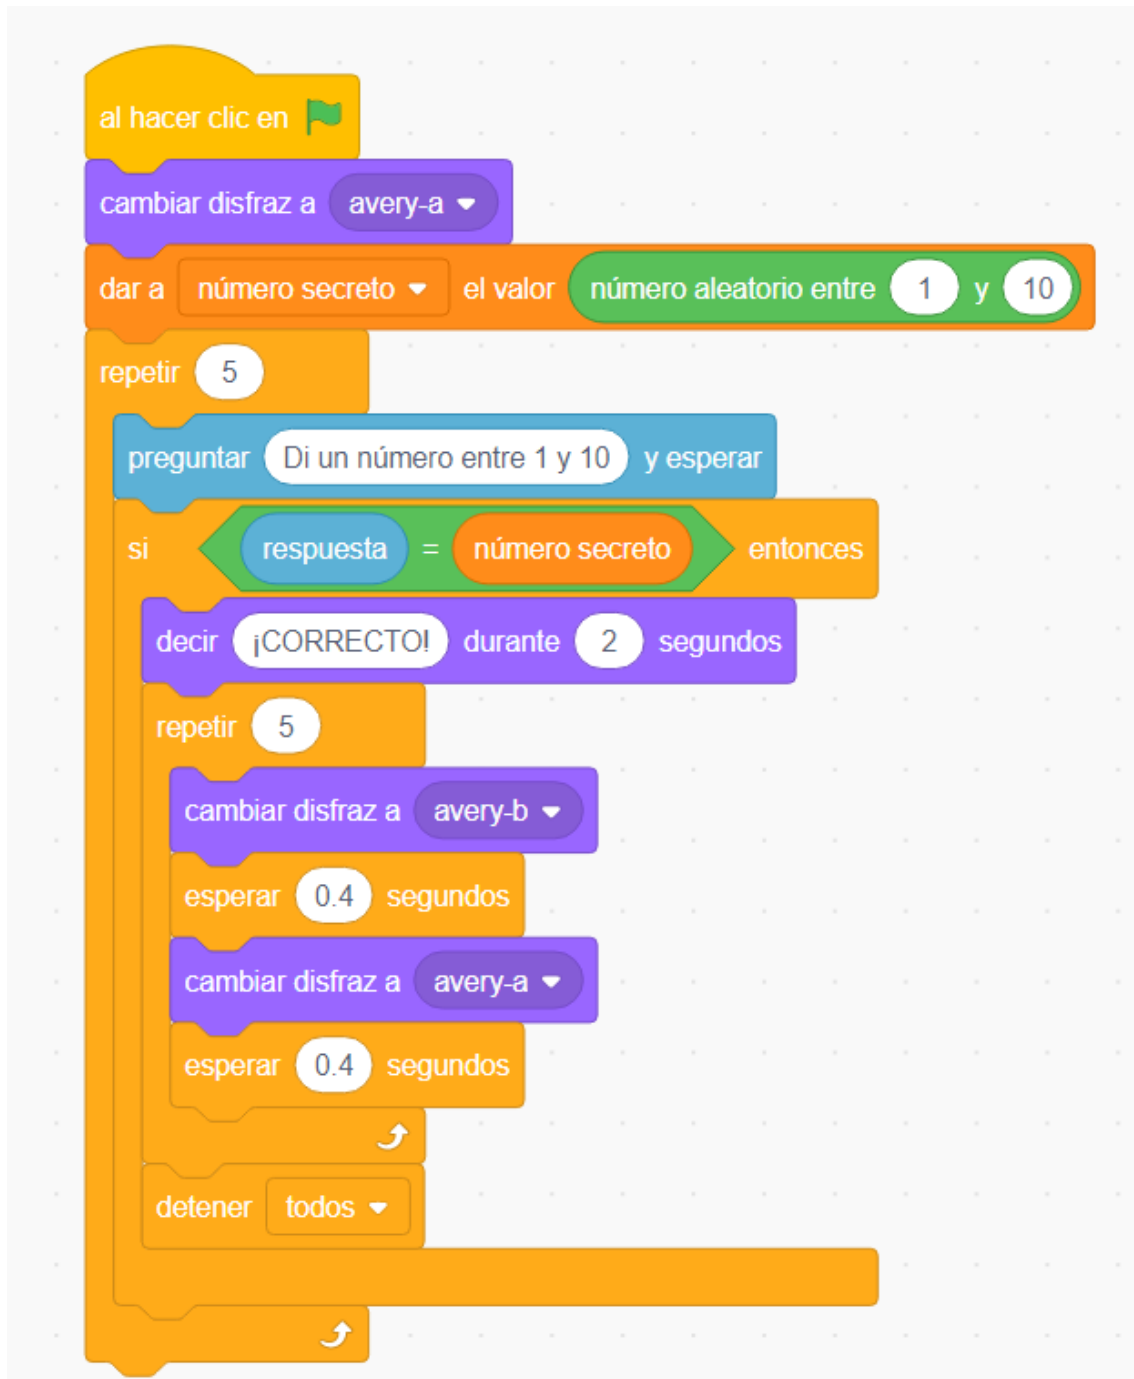 al hacer clic en
cambiar disfraz a avery-a
dar a número secreto el valor número aleatorio entre 1 y 10
repetir 5
preguntar Di un número entre 1 y 10 y esperar
si respuesta = número secreto entonces
decir ¡CORRECTO! durante 2 segundos
repetir 5
cambiar disfraz a avery-b
esperar 0.4 segundos
cambiar disfraz a avery-a
esperar 0.4 segundos
detener todos